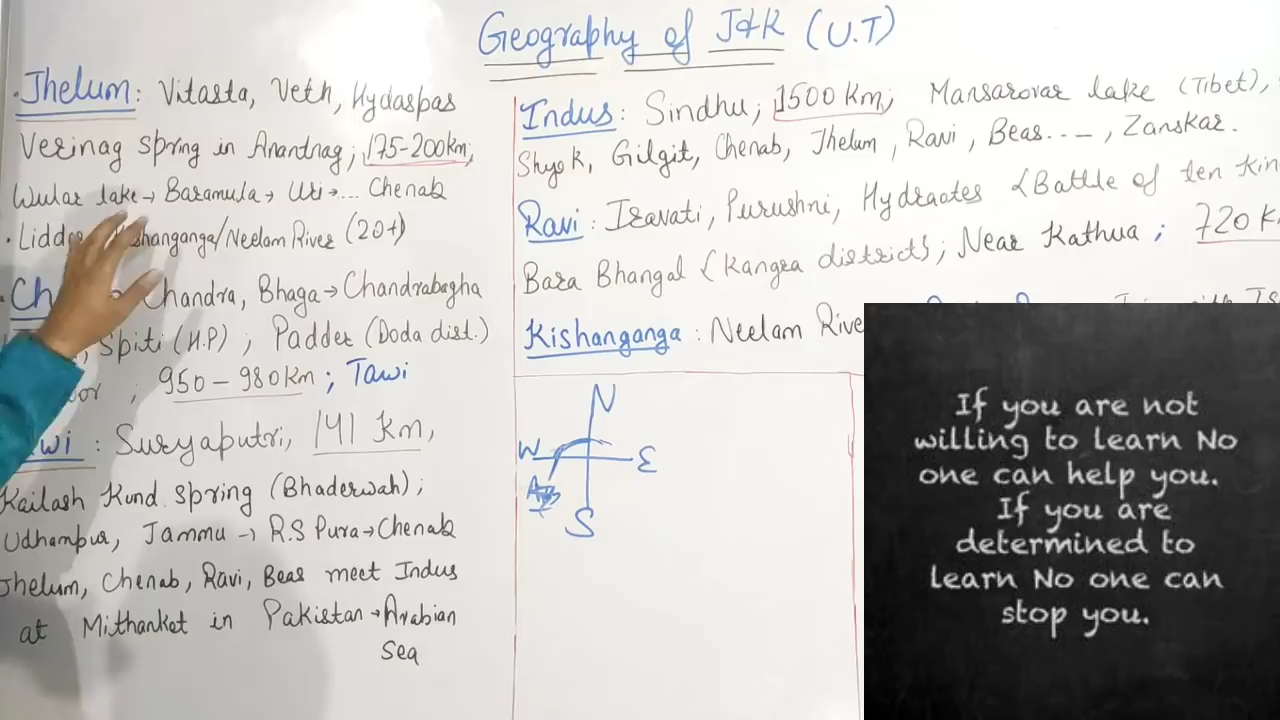 Geography of J&K (U.T)
Jhelum: Vitasta, Veth, Hydaspas
Verinag spring in Anantnag; 175-200km;
Wular lake → Baramula → Uri → .... Chenab
Kishanganga/Neelam River (20+)
Chandra, Bhaga → Chandrabagha
Spiti (H.P) ; Padder (Doda dist.)
; 950 - 980km ; Tawi
: Suryaputri, 141 Km,
Kailash Kund spring (Bhaderwah);
Udhampur, Jammu → R.S Pura → Chenab
Jhelum, Chenab, Ravi, Beas meet Indus
at Mithanket in Pakistan → Arabian
Sea
Indus: Sindhu, 1500 Km, Mansarovar lake (Tibet),
Shyok, Gilgit, Chenab, Jhelum, Ravi, Beas..--, Zanskar.
Ravi: Iravati, Purushni, Hydraotes (Battle of ten Kin
Bara Bhangal (Kangra district); Near Kathua ; 720 K
Kishanganga : Neelam Rive
N
W
E
S
If you are not
willing to learn No
one can help you.
If you are
determined to
learn No one can
stop you.